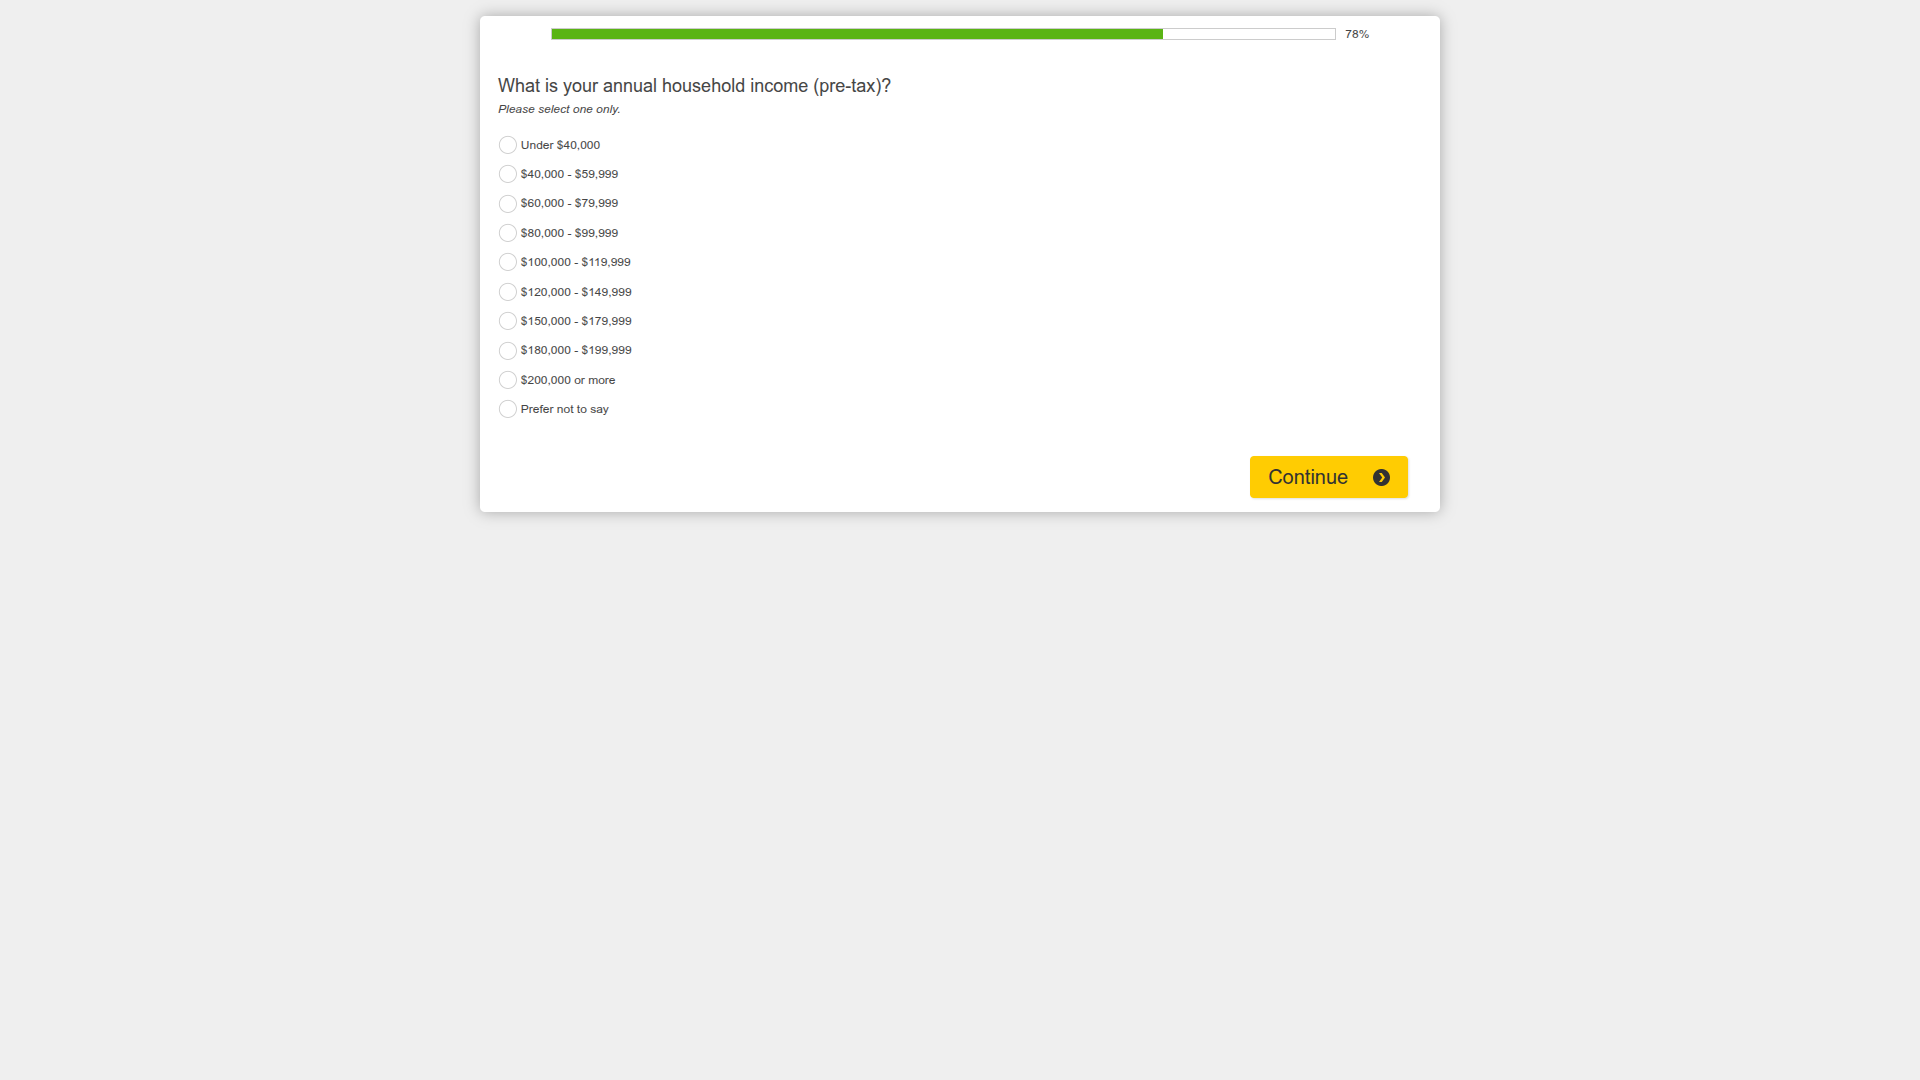 78%
What is your annual household income (pre-tax)?
Please select one only.
Under $40,000
$40,000 - $59,999
$60,000 - $79,999
$80,000 - $99,999
$100,000 - $119,999
$120,000 - $149,999
$150,000 - $179,999
$180,000 - $199,999
$200,000 or more
Prefer not to say
Continue